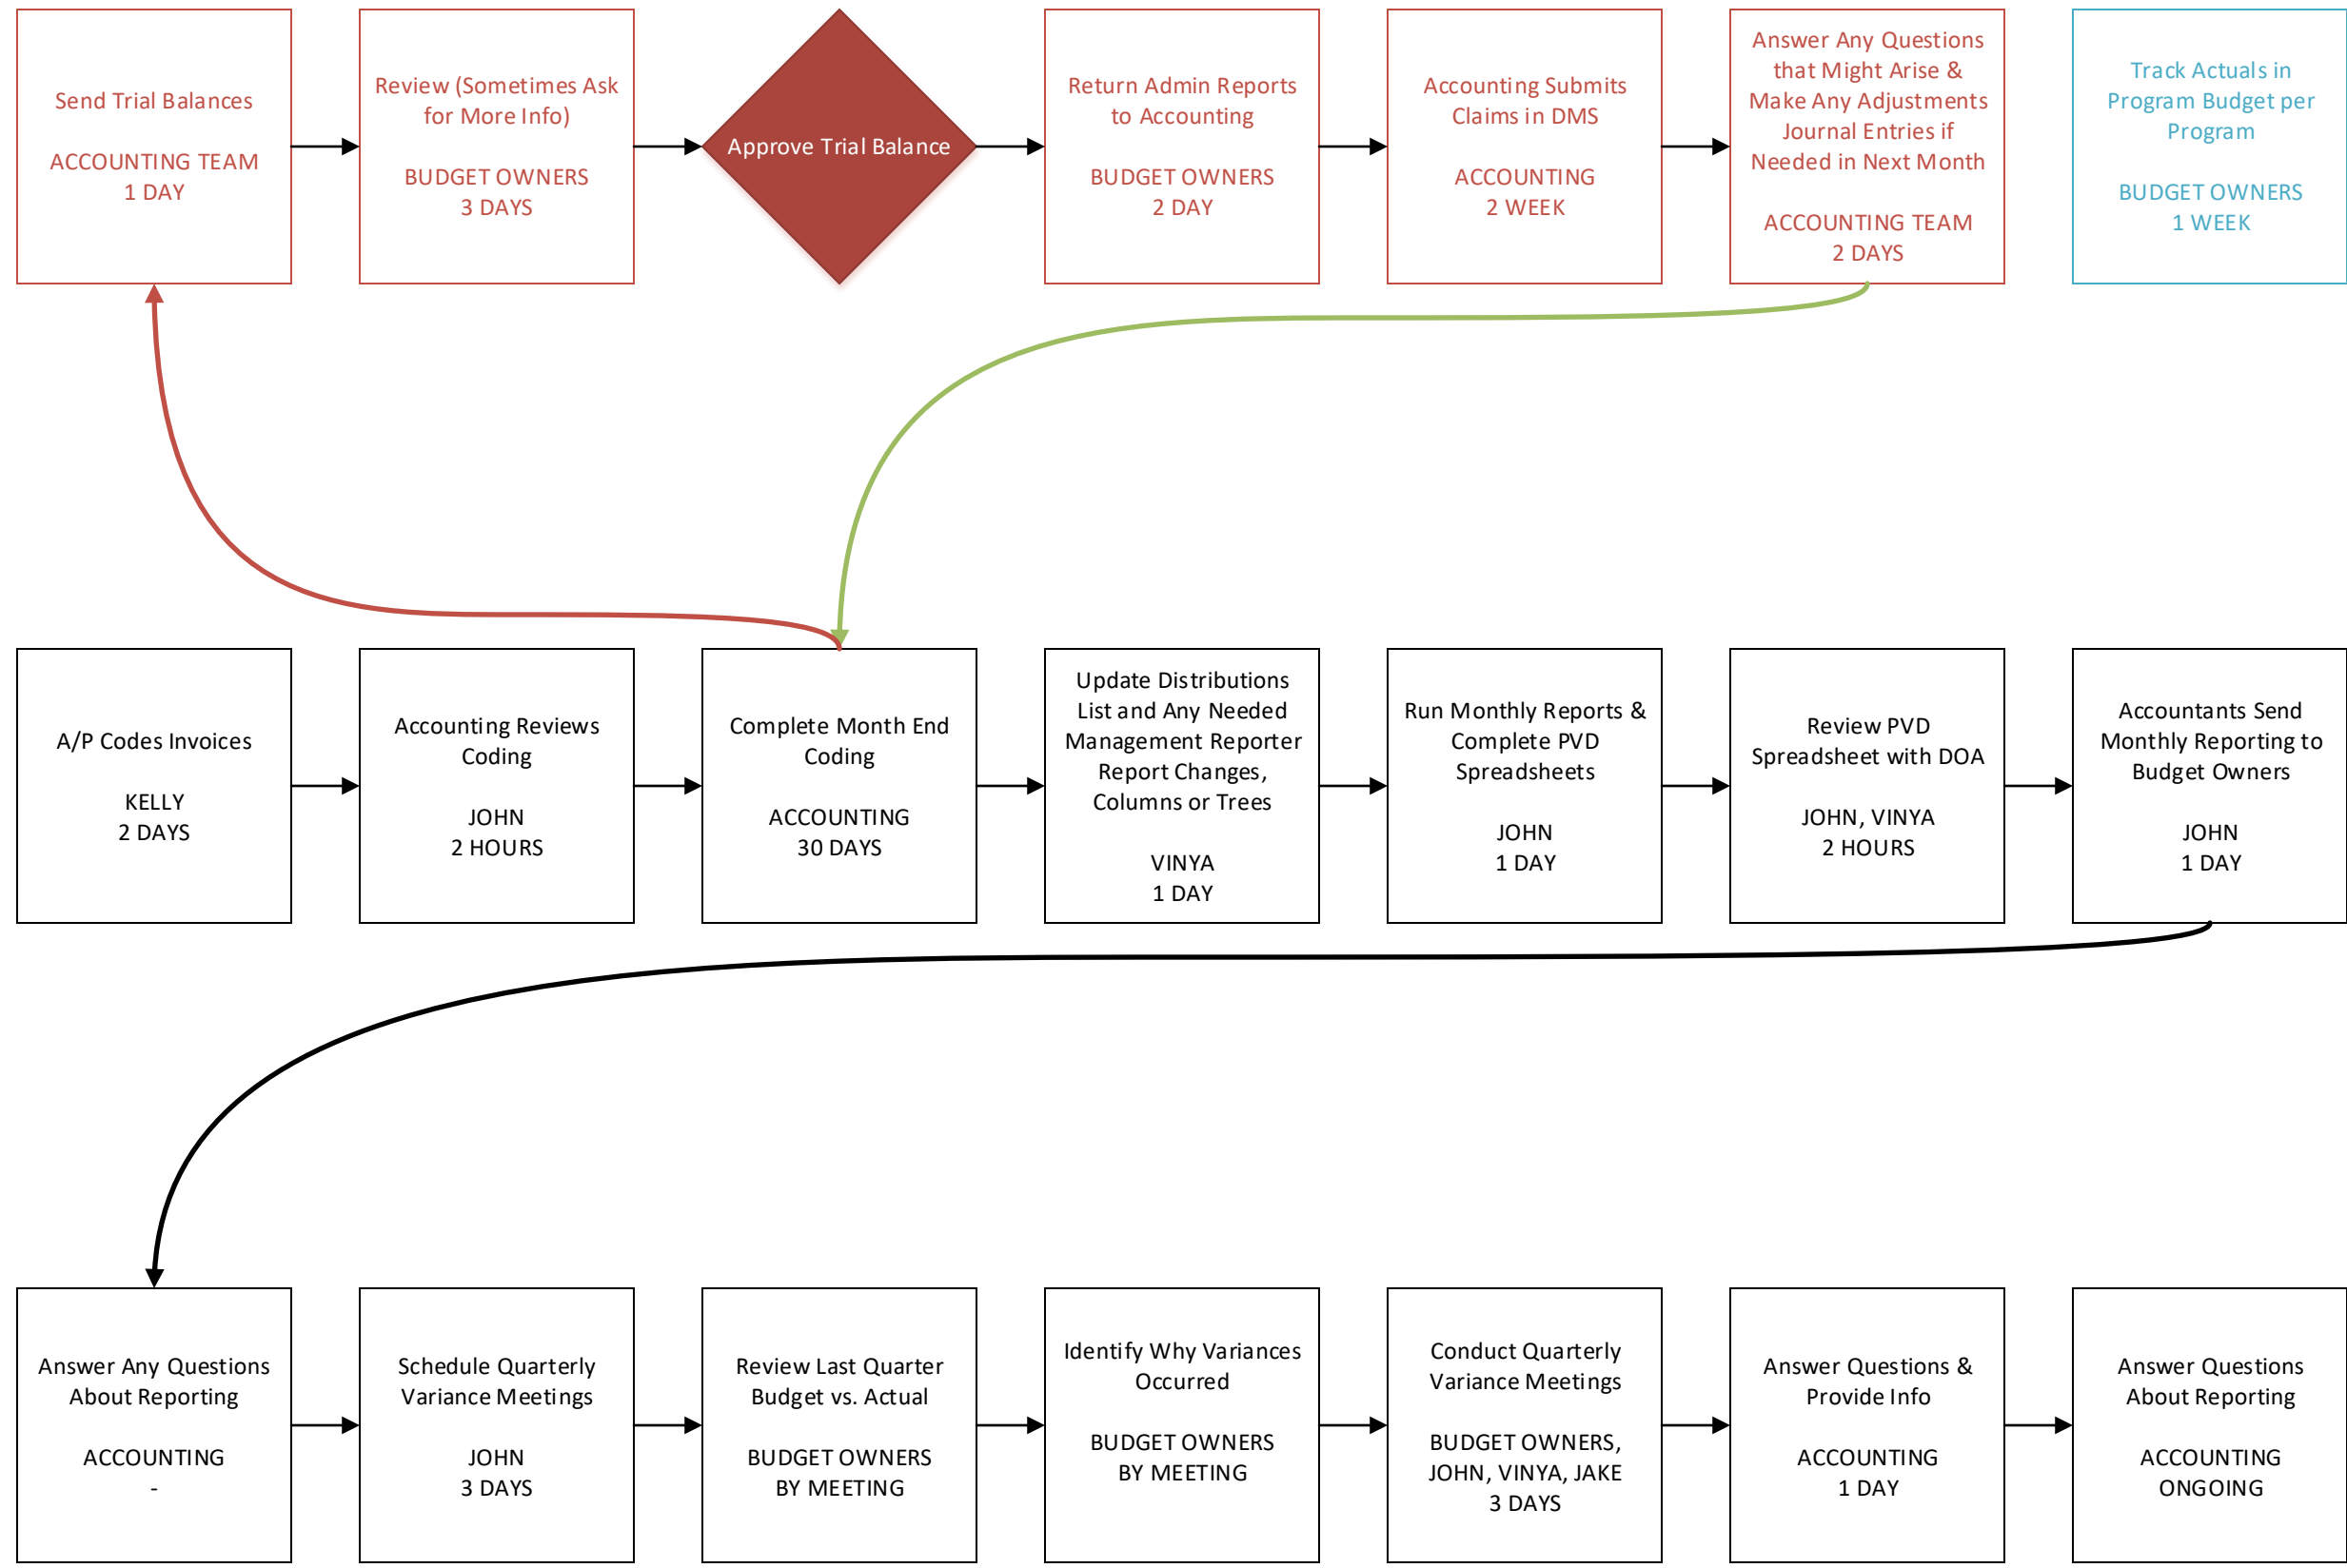 Send Trial Balances
ACCOUNTING TEAM
1 DAY
Review (Sometimes Ask
for More Info)
BUDGET OWNERS
3 DAYS
Approve Trial Balance
Return Admin Reports
to Accounting
BUDGET OWNERS
2 DAY
Accounting Submits
Claims in DMS
ACCOUNTING
2 WEEK
Answer Any Questions
that Might Arise &
Make Any Adjustments
Journal Entries if
Needed in Next Month
ACCOUNTING TEAM
2 DAYS
Track Actuals in
Program Budget per
Program
BUDGET OWNERS
1 WEEK
A/P Codes Invoices
KELLY
2 DAYS
Accounting Reviews
Coding
JOHN
2 HOURS
Complete Month End
Coding
ACCOUNTING
30 DAYS
Update Distributions
List and Any Needed
Management Reporter
Report Changes,
Columns or Trees
VINYA
1 DAY
Run Monthly Reports &
Complete PVD
Spreadsheets
JOHN
1 DAY
Review PVD
Spreadsheet with DOA
JOHN, VINYA
2 HOURS
Accountants Send
Monthly Reporting to
Budget Owners
JOHN
1 DAY
Answer Any Questions
About Reporting
ACCOUNTING
-
Schedule Quarterly
Variance Meetings
JOHN
3 DAYS
Review Last Quarter
Budget vs. Actual
BUDGET OWNERS
BY MEETING
Identify Why Variances
Occurred
BUDGET OWNERS
BY MEETING
Conduct Quarterly
Variance Meetings
BUDGET OWNERS,
JOHN, VINYA, JAKE
3 DAYS
Answer Questions &
Provide Info
ACCOUNTING
1 DAY
Answer Questions
About Reporting
ACCOUNTING
ONGOING